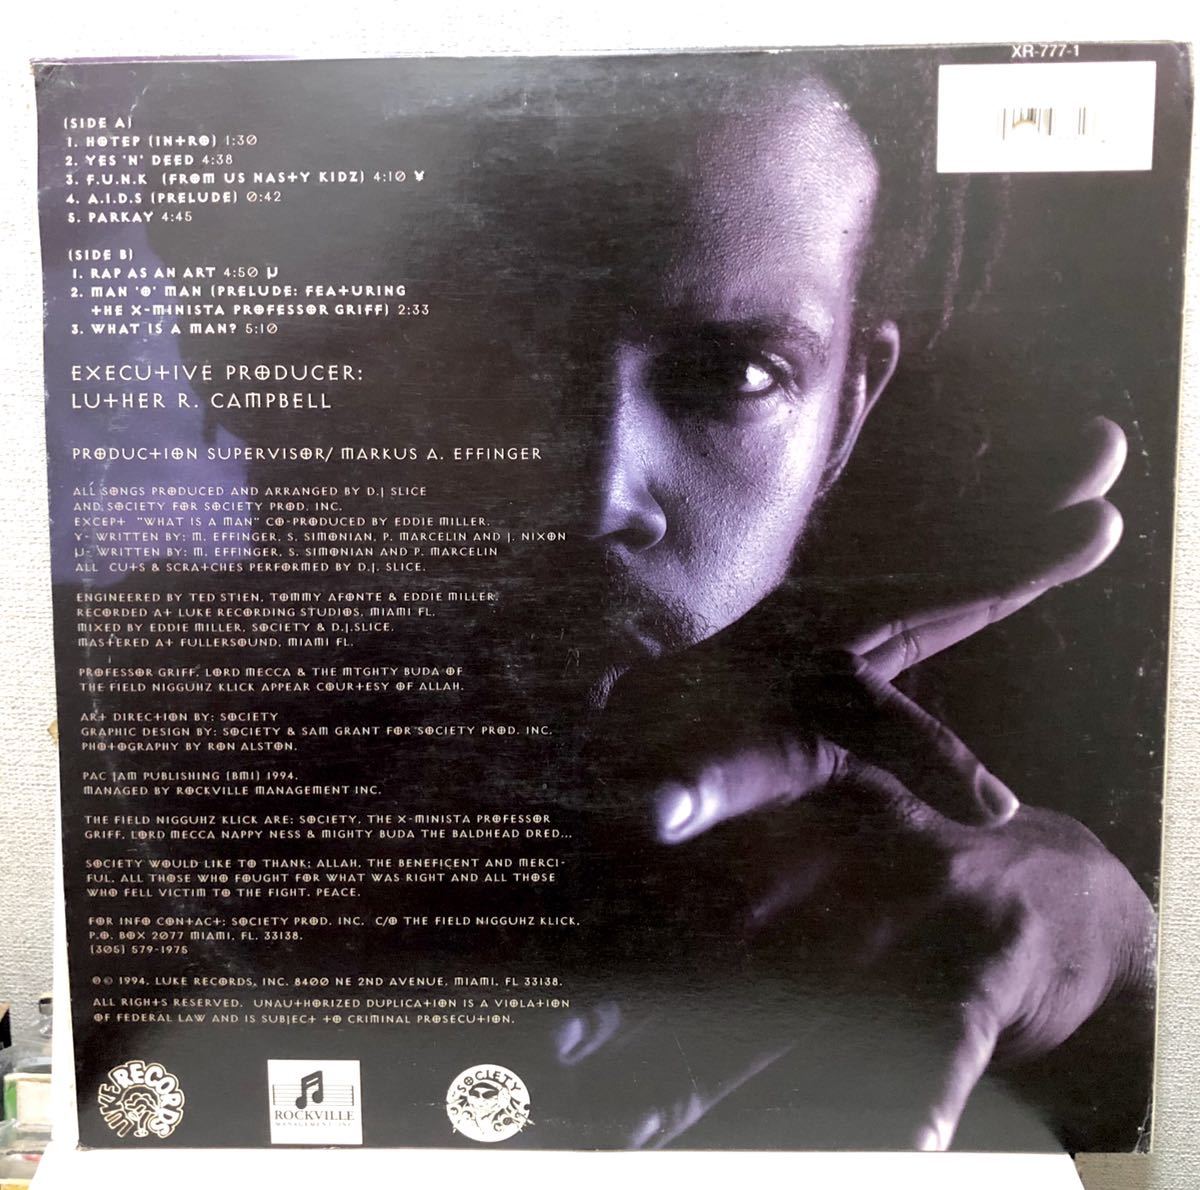 XR-777-1
(SIDE A)
1. HOTEP (INTRO) 1:30
2. YES 'N' DEED 4:38
3. F.U.N.K (FROM US NASTY KIDZ) 4:10 ¥
4. A.I.D.S (PRELUDE) 0:42
5. PARKAY 4:45
(SIDE B)
1. RAP AS AN ART 4:50 µ
2. MAN 'O' MAN (PRELUDE: FEATURING
THE X-MINISTA PROFESSOR GRIFF) 2:33
3. WHAT IS A MAN? 5:10
EXECUTIVE PRODUCER:
LUTHER R. CAMPBELL
PRODUCTION SUPERVISOR/ MARKUS A. EFFINGER
ALL SONGS PRODUCED AND ARRANGED BY D.J SLICE
AND SOCIETY FOR SOCIETY PROD. INC.
EXCEPT "WHAT IS A MAN" CO-PRODUCED BY EDDIE MILLER.
Y- WRITTEN BY: M. EFFINGER, S. SIMONIAN, P. MARCELIN AND J. NIXON
µ- WRITTEN BY: M. EFFINGER, S. SIMONIAN AND P. MARCELIN
ALL CUTS & SCRATCHES PERFORMED BY D.J. SLICE.
ENGINEERED BY TED STIEN, TOMMY AFONTE & EDDIE MILLER.
RECORDED AT LUKE RECORDING STUDIOS, MIAMI FL.
MIXED BY EDDIE MILLER, SOCIETY & D.J.SLICE.
MASTERED AT FULLERSOUND, MIAMI FL.
PROFESSOR GRIFF, LORD MECCA & THE MTGHTY BUDA OF
THE FIELD NIGGUHZ KLICK APPEAR COURTESY OF ALLAH.
ART DIRECTION BY: SOCIETY
GRAPHIC DESIGN BY: SOCIETY & SAM GRANT FOR SOCIETY PROD. INC.
PHOTOGRAPHY BY RON ALSTON.
PAC JAM PUBLISHING (BMI) 1994.
MANAGED BY ROCKVILLE MANAGEMENT INC.
THE FIELD NIGGUHZ KLICK ARE: SOCIETY, THE X-MINISTA PROFESSOR
GRIFF, LORD MECCA NAPPY NESS & MIGHTY BUDA THE BALDHEAD DRED...
SOCIETY WOULD LIKE TO THANK: ALLAH, THE BENEFICENT AND MERCI-
FUL. ALL THOSE WHO FOUGHT FOR WHAT WAS RIGHT AND ALL THOSE
WHO FELL VICTIM TO THE FIGHT. PEACE.
FOR INFO CONTACT: SOCIETY PROD. INC. C/O THE FIELD NIGGUHZ KLICK,
P.O. BOX 2077 MIAMI, FL. 33138.
(305) 579-1975
℗© 1994. LUKE RECORDS, INC. 8400 NE 2ND AVENUE, MIAMI, FL 33138.
ALL RIGHTS RESERVED. UNAUTHORIZED DUPLICATION IS A VIOLATION
OF FEDERAL LAW AND IS SUBJECT TO CRIMINAL PROSECUTION.
LUKE RECORDS
ROCKVILLE
MANAGEMENT INC.
SOCIETY